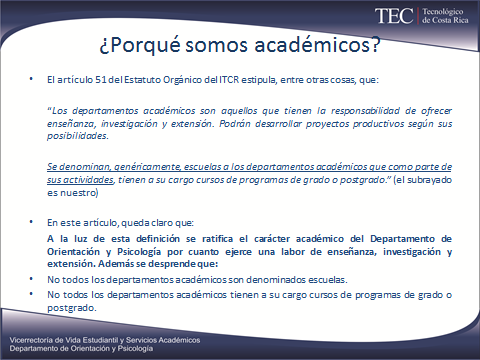 TEC
Tecnológico
de Costa Rica
¿Porqué somos académicos?
• El artículo 51 del Estatuto Orgánico del ITCR estipula, entre otras cosas, que:
“Los departamentos académicos son aquellos que tienen la responsabilidad de ofrecer
enseñanza, investigación y extensión. Podrán desarrollar proyectos productivos según sus
posibilidades.
Se denominan, genéricamente, escuelas a los departamentos académicos que como parte de
sus actividades, tienen a su cargo cursos de programas de grado o postgrado.” (el subrayado
es nuestro)
• En este artículo, queda claro que:
A la luz de esta definición se ratifica el carácter académico del Departamento de
Orientación y Psicología por cuanto ejerce una labor de enseñanza, investigación y
extensión. Además se desprende que:
• No todos los departamentos académicos son denominados escuelas.
• No todos los departamentos académicos tienen a su cargo cursos de programas de grado o
postgrado.
Vicerrectoría de Vida Estudiantil y Servicios Académicos
Departamento de Orientación y Psicología